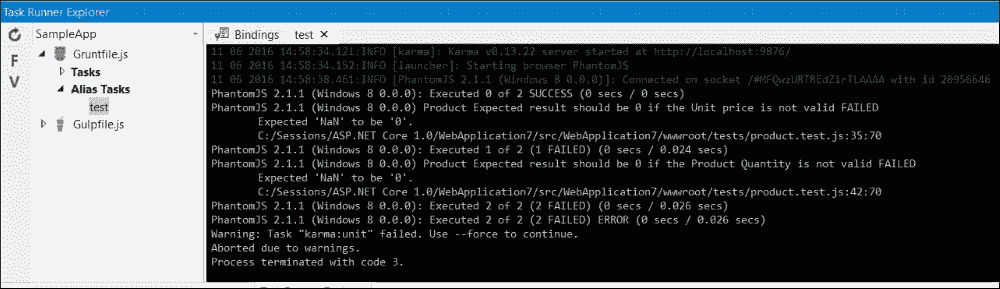 Task Runner Explorer
SampleApp
Gruntfile.js
Tasks
Alias Tasks
test
Gulpfile.js
F
V
Bindings test
11 06 2016 14:58:34.121:INFO [karma]: Karma v0.13.22 server started at http://localhost:9876/
11 06 2016 14:58:34.152:INFO [launcher]: Starting browser PhantomJS
11 06 2016 14:58:38.461:INFO [PhantomJS 2.1.1 (Windows 8 0.0.0)]: Connected on socket with id 20956646
PhantomJS 2.1.1 (Windows 8 0.0.0): Executed 0 of 2 SUCCESS (0 secs / 0 secs)
PhantomJS 2.1.1 (Windows 8 0.0.0) Product Expected result should be 0 if the Unit price is not valid FAILED
Expected 'NaN' to be '0'.
C:/Sessions/ASP.NET Core 1.0/WebApplication7/src/WebApplication7/wwwroot/tests/product.test.js:35:70
PhantomJS 2.1.1 (Windows 8 0.0.0): Executed 1 of 2 (1 FAILED) (0 secs / 0.024 secs)
PhantomJS 2.1.1 (Windows 8 0.0.0) Product Expected result should be 0 if the Product Quantity is not valid FAILED
Expected 'NaN' to be '0'.
C:/Sessions/ASP.NET Core 1.0/WebApplication7/src/WebApplication7/wwwroot/tests/product.test.js:42:70
PhantomJS 2.1.1 (Windows 8 0.0.0): Executed 2 of 2 (2 FAILED) (0 secs / 0.026 secs)
PhantomJS 2.1.1 (Windows 8 0.0.0): Executed 2 of 2 (2 FAILED) ERROR (0 secs / 0.026 secs)
Warning: Task "karma:unit" failed. Use --force to continue.
Aborted due to warnings.
Process terminated with code 3.